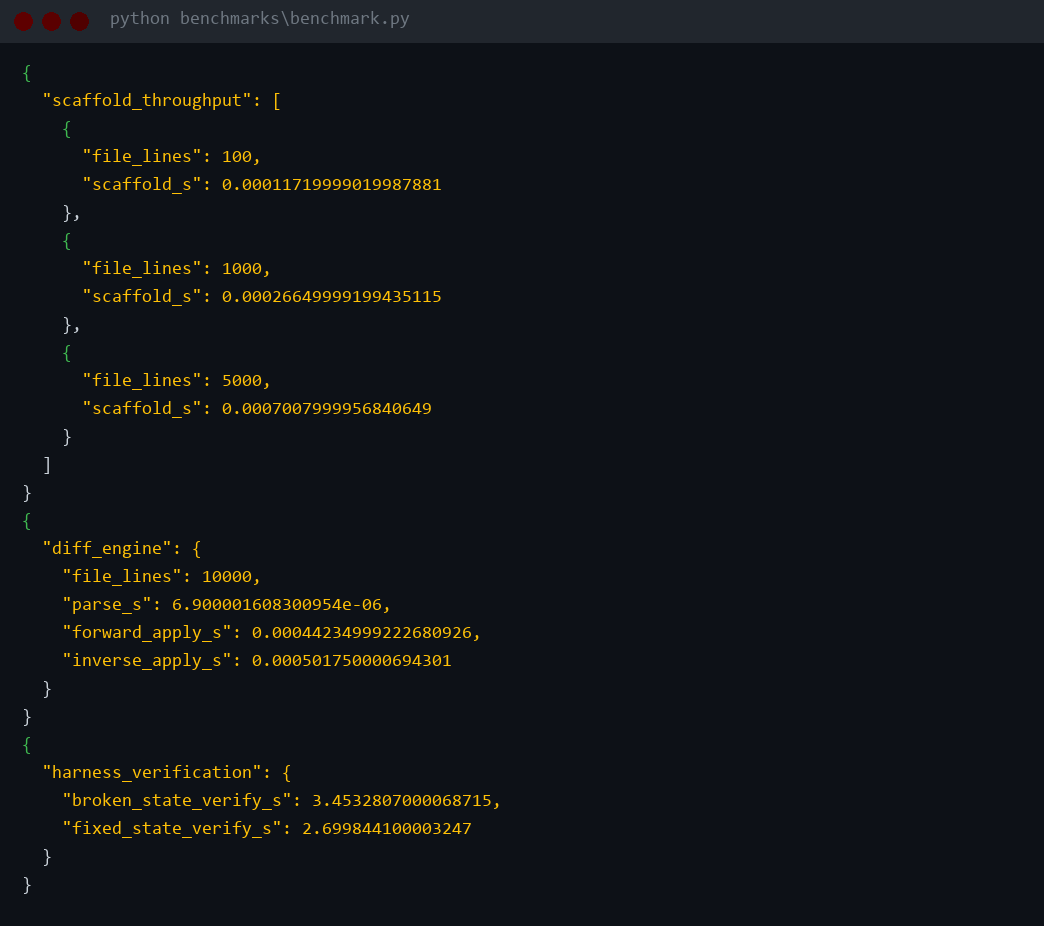 python benchmarks\benchmark.py
{
"scaffold_throughput": [
{
"file_lines": 100,
"scaffold_s": 0.00011719999019987881
},
{
"file_lines": 1000,
"scaffold_s": 0.00026649999199435115
},
{
"file_lines": 5000,
"scaffold_s": 0.0007007999956840649
}
]
}
{
"diff_engine": {
"file_lines": 10000,
"parse_s": 6.900001608300954e-06,
"forward_apply_s": 0.00044234999222680926,
"inverse_apply_s": 0.000501750000694301
}
}
{
"harness_verification": {
"broken_state_verify_s": 3.4532807000068715,
"fixed_state_verify_s": 2.699844100003247
}
}